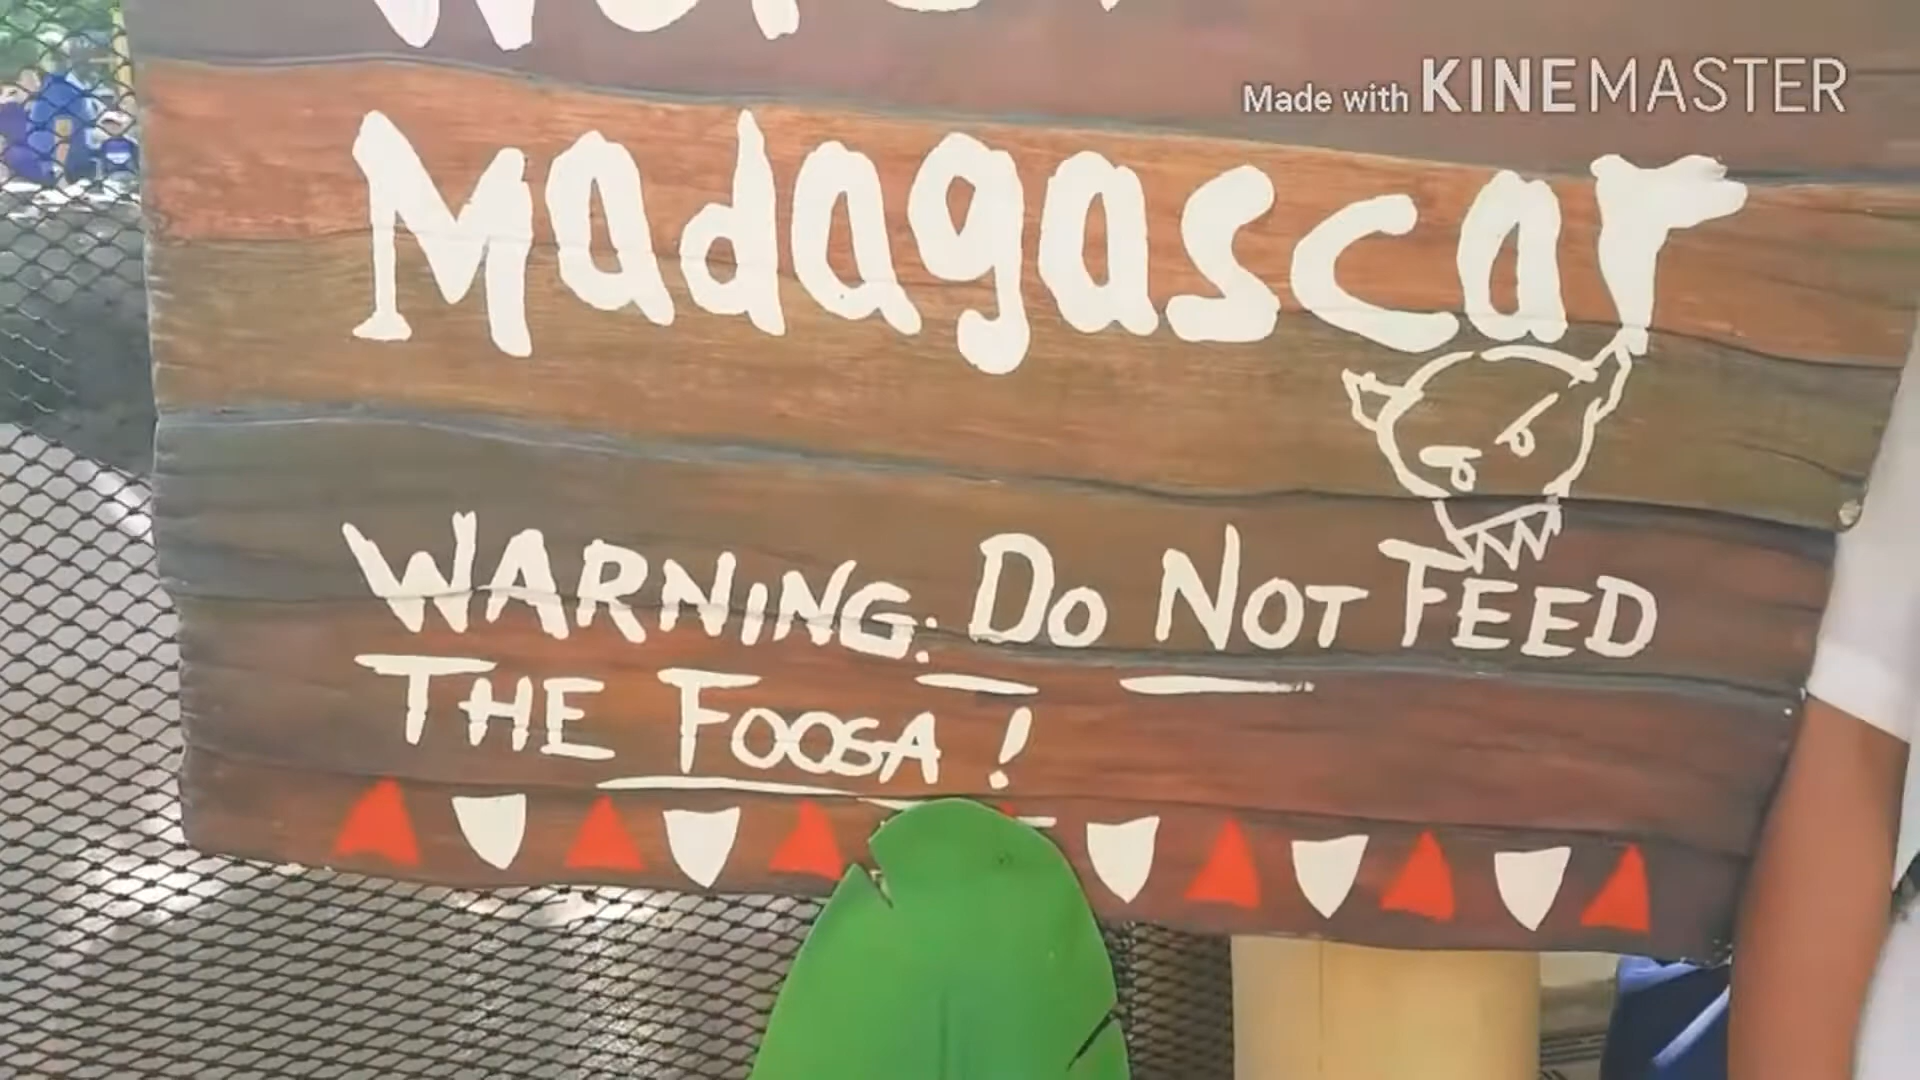 Made with KINEMASTER
Madagascar
WARNING: DO NOT FEED
THE FOOSA!